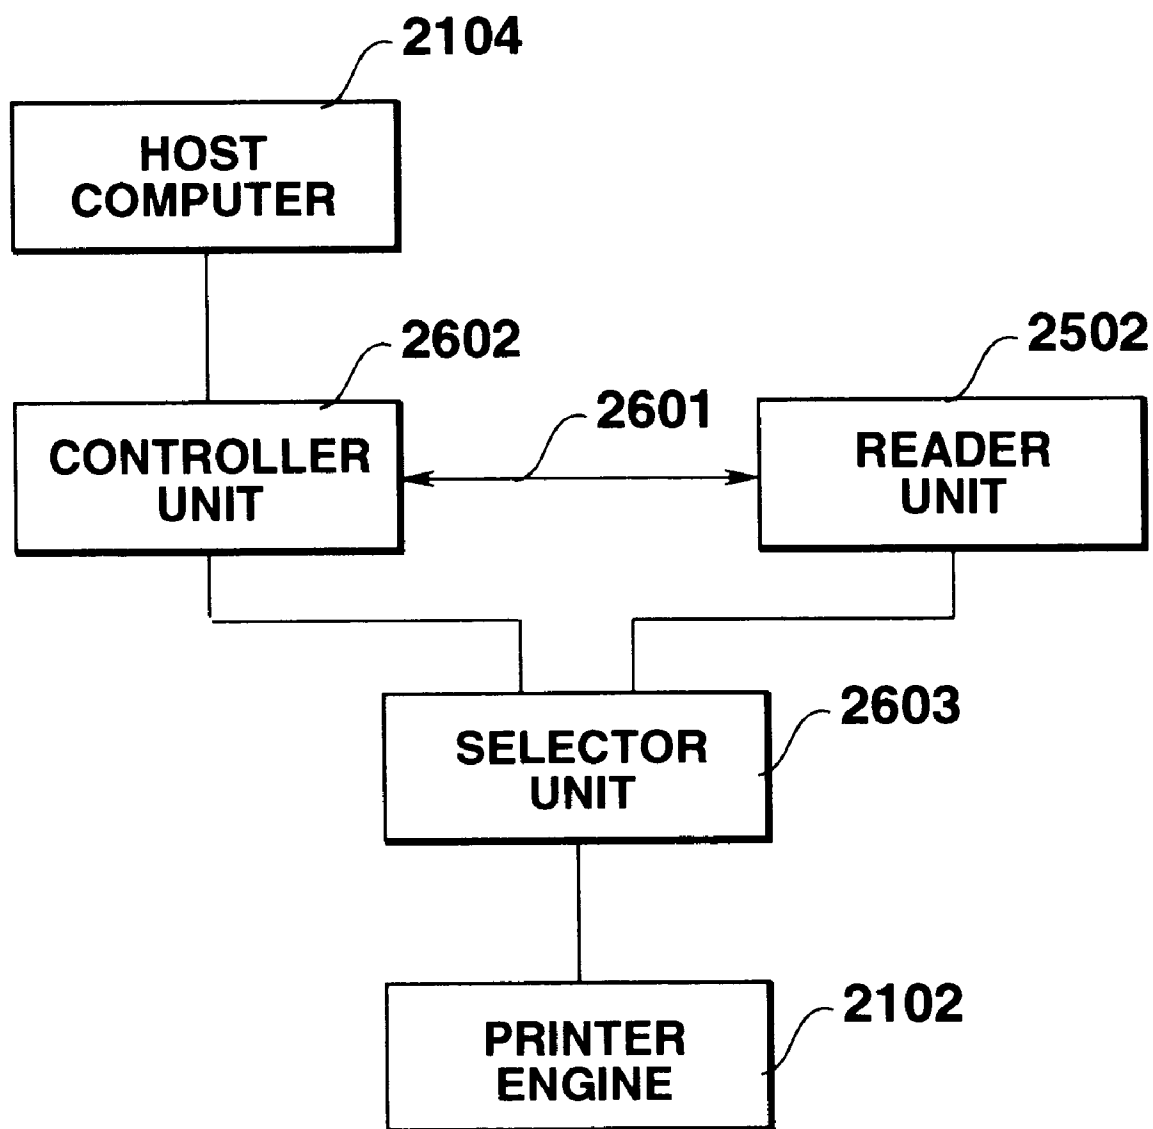 2104
HOST
COMPUTER
2602
2502
2601
CONTROLLER
UNIT
READER
UNIT
2603
SELECTOR
UNIT
2102
PRINTER
ENGINE